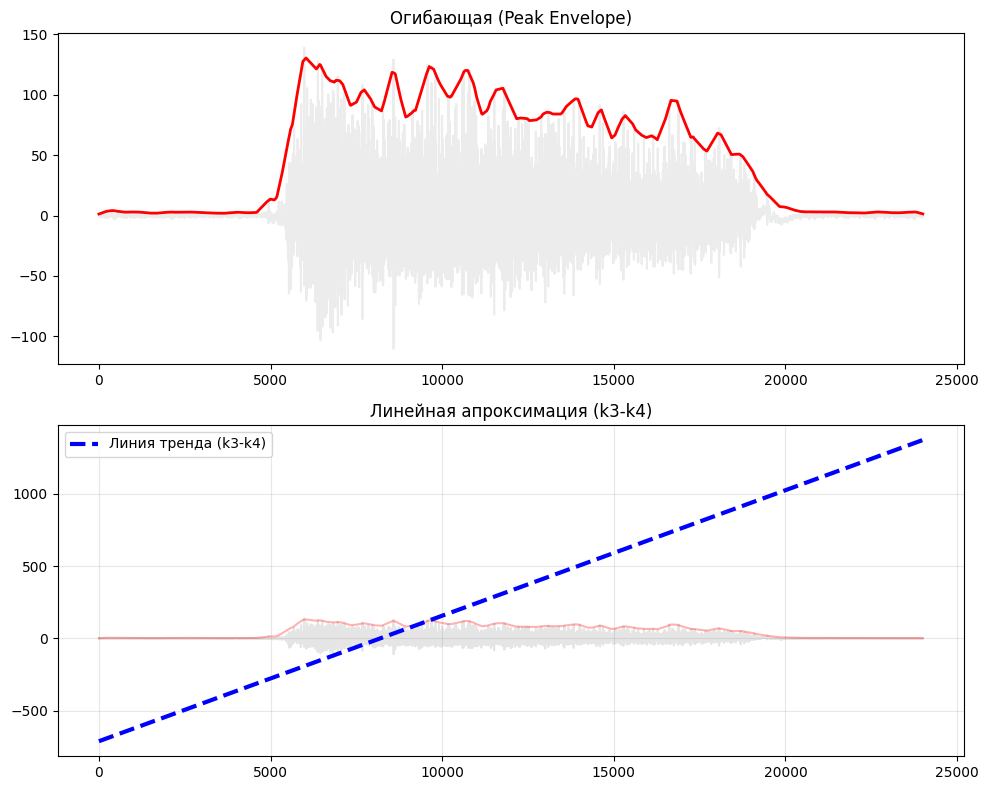 Огибающая (Peak Envelope)
150
100
50
0
−50
−100
0 5000 10000 15000 20000 25000
Линейная апроксимация (k3-k4)
Линия тренда (k3-k4)
1000
500
0
−500
0 5000 10000 15000 20000 25000